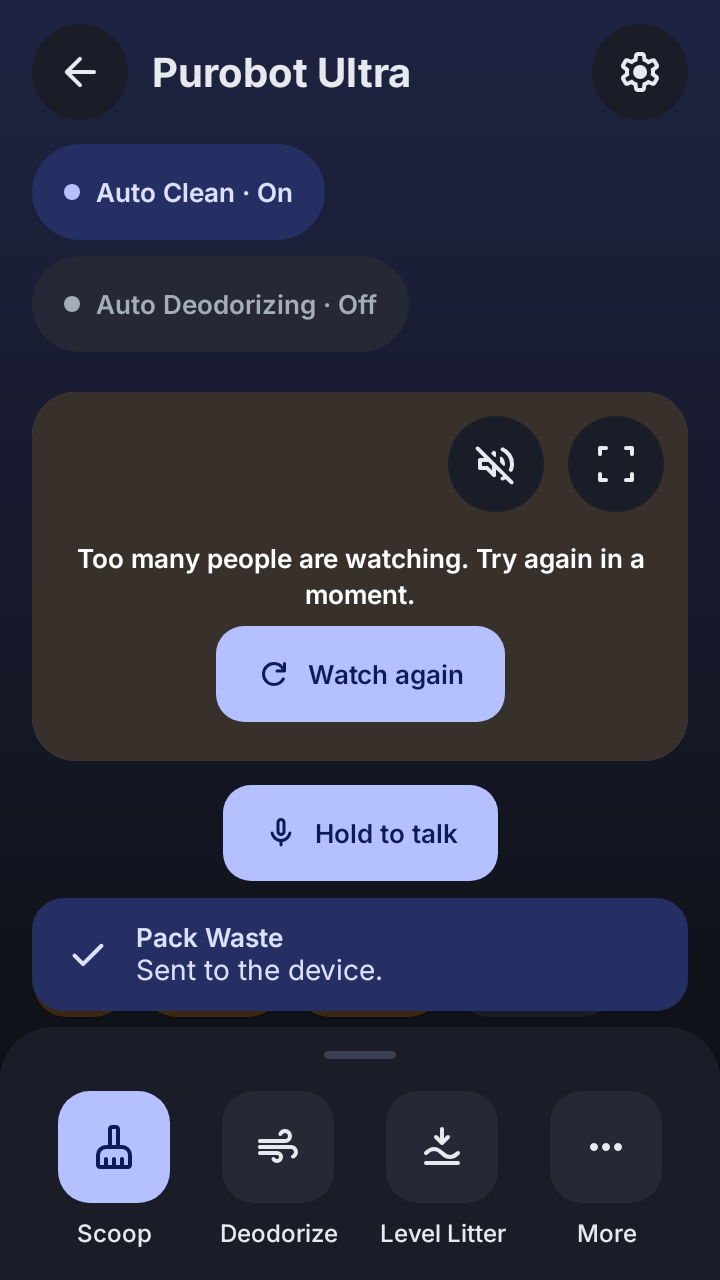 Purobot Ultra
Auto Clean · On
Auto Deodorizing · Off
Too many people are watching. Try again in a
moment.
Watch again
Hold to talk
Pack Waste
Sent to the device.
Scoop
Deodorize
Level Litter
More